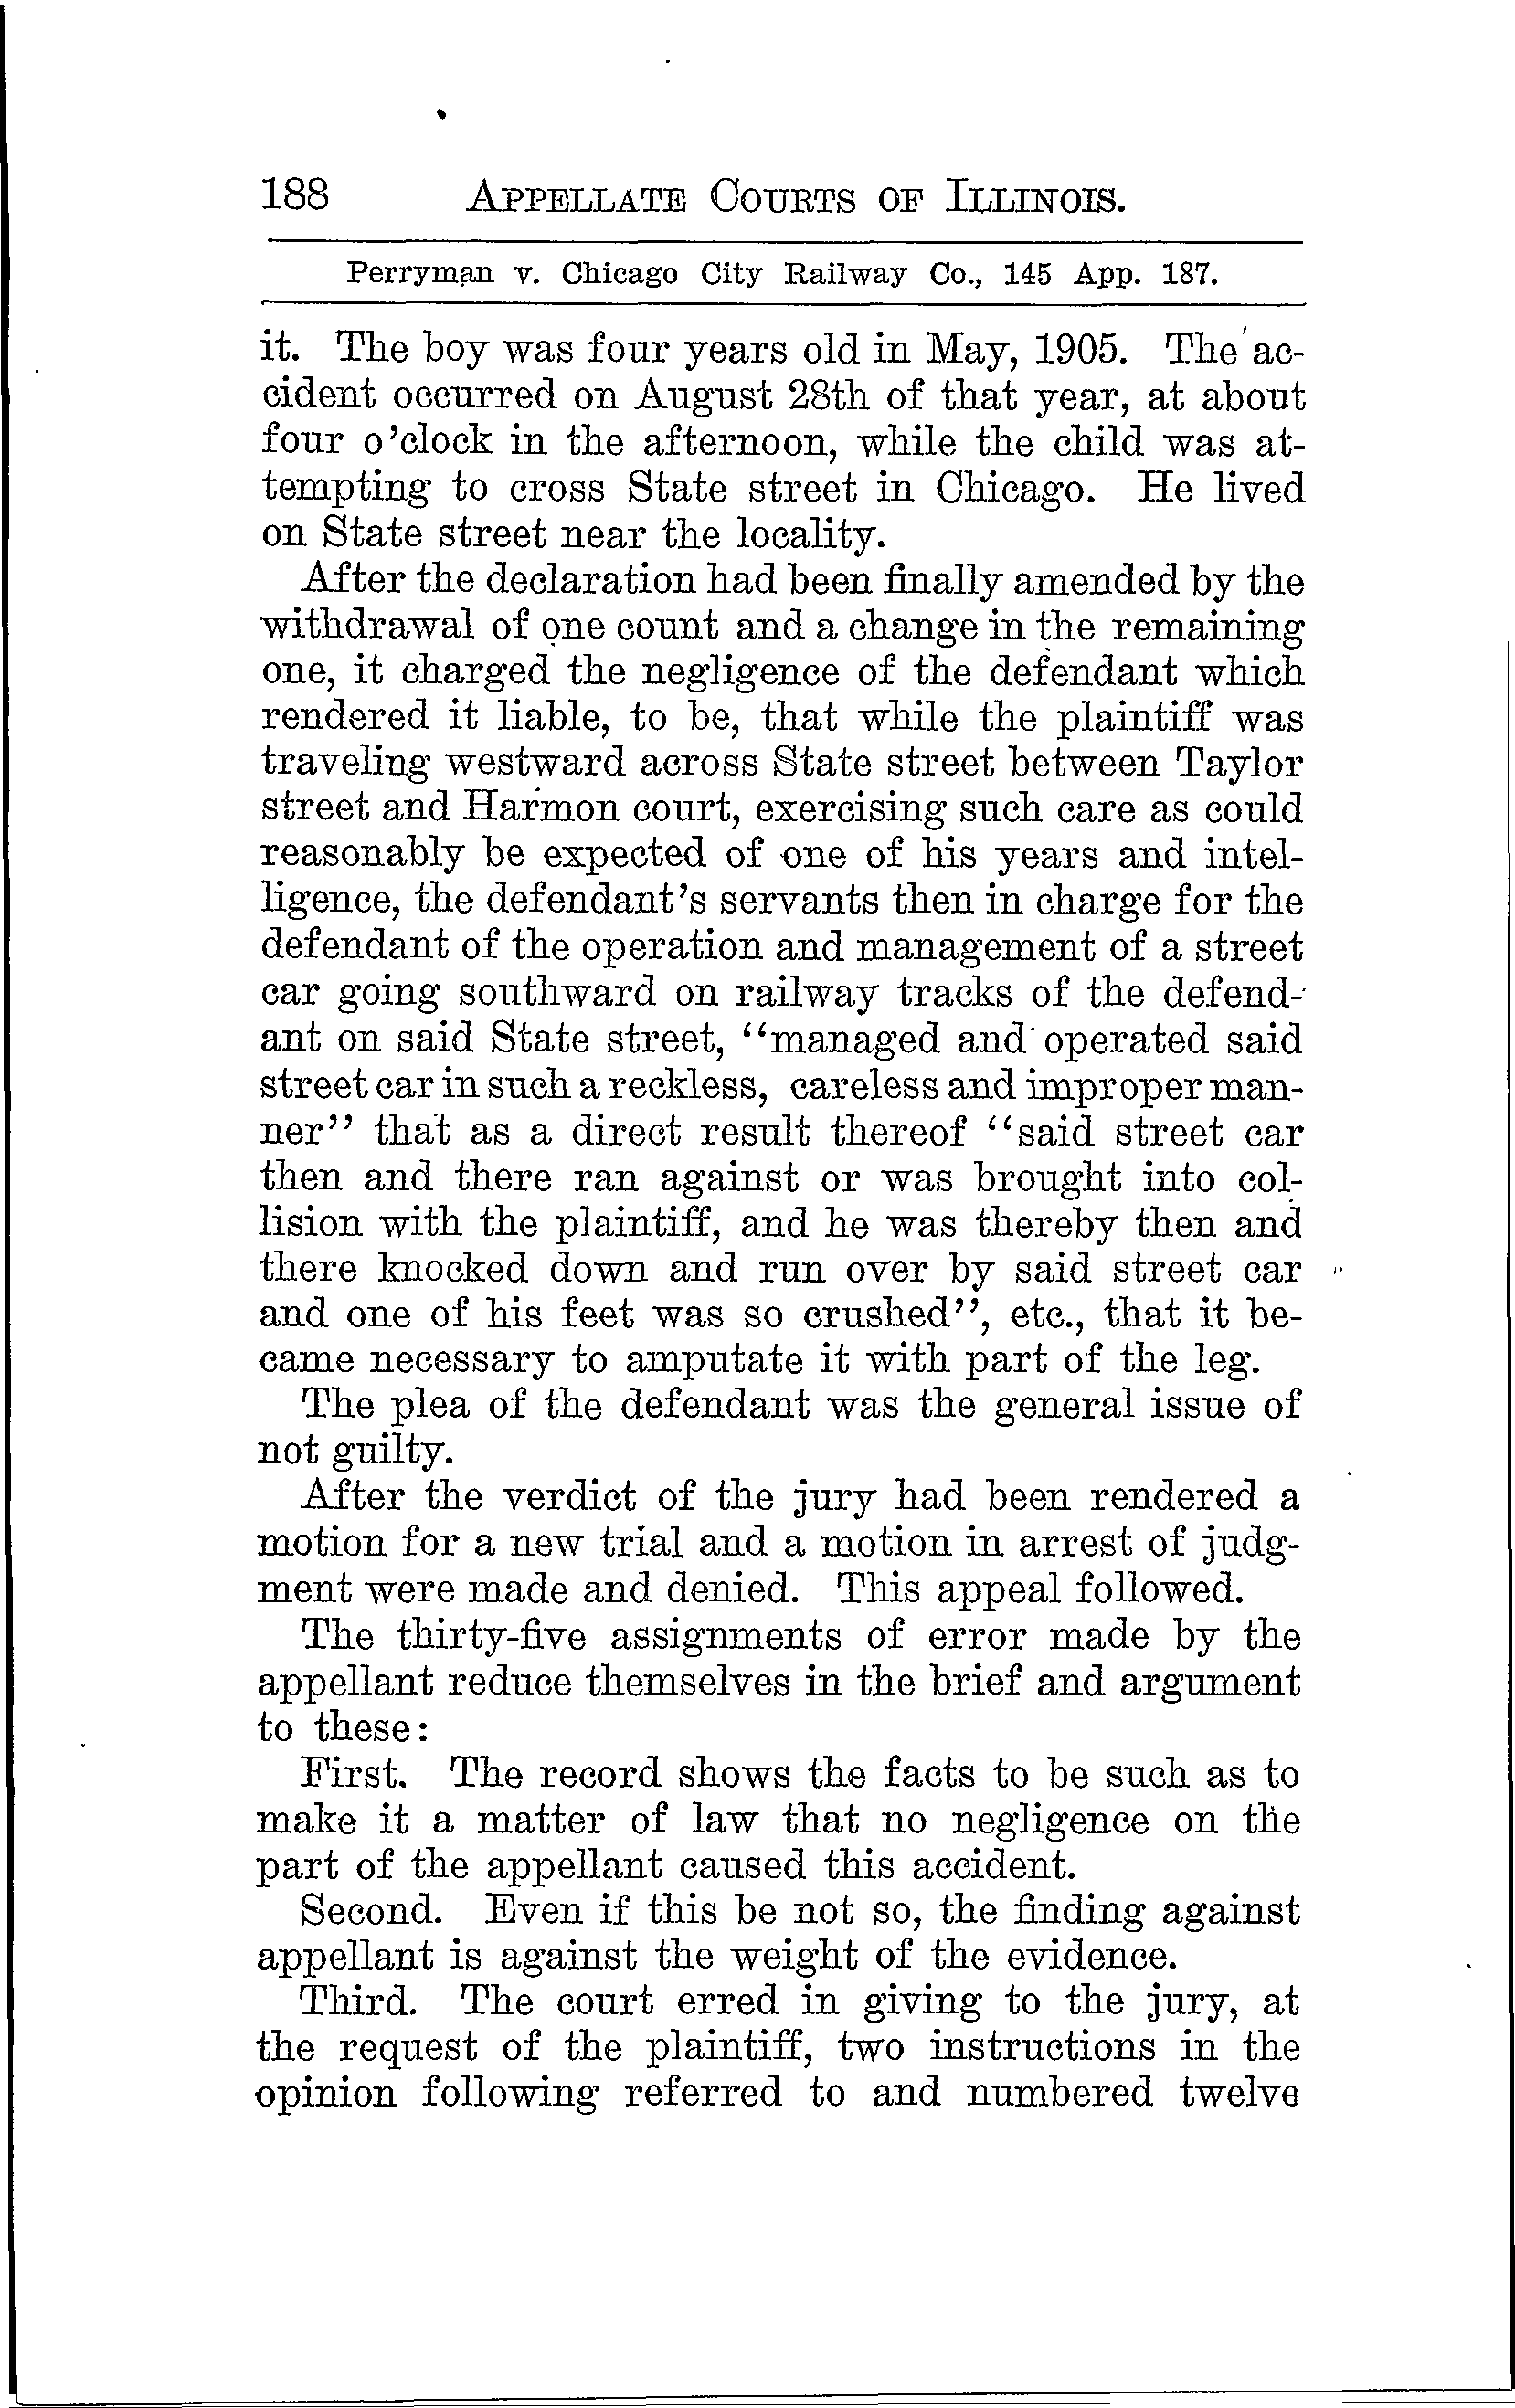 188 APPELLATE COURTS OF ILLINOIS.
Perryman v. Chicago City Railway Co., 145 App. 187.
it. The boy was four years old in May, 1905. The ac-
cident occurred on August 28th of that year, at about
four o'clock in the afternoon, while the child was at-
tempting to cross State street in Chicago. He lived
on State street near the locality.
After the declaration had been finally amended by the
withdrawal of one count and a change in the remaining
one, it charged the negligence of the defendant which
rendered it liable, to be, that while the plaintiff was
traveling westward across State street between Taylor
street and Harmon court, exercising such care as could
reasonably be expected of one of his years and intel-
ligence, the defendant's servants then in charge for the
defendant of the operation and management of a street
car going southward on railway tracks of the defend-
ant on said State street, "managed and operated said
street car in such a reckless, careless and improper man-
ner" that as a direct result thereof "said street car
then and there ran against or was brought into col-
lision with the plaintiff, and he was thereby then and
there knocked down and run over by said street car
and one of his feet was so crushed", etc., that it be-
came necessary to amputate it with part of the leg.
The plea of the defendant was the general issue of
not guilty.
After the verdict of the jury had been rendered a
motion for a new trial and a motion in arrest of judg-
ment were made and denied. This appeal followed.
The thirty-five assignments of error made by the
appellant reduce themselves in the brief and argument
to these:
First. The record shows the facts to be such as to
make it a matter of law that no negligence on the
part of the appellant caused this accident.
Second. Even if this be not so, the finding against
appellant is against the weight of the evidence.
Third. The court erred in giving to the jury, at
the request of the plaintiff, two instructions in the
opinion following referred to and numbered twelve